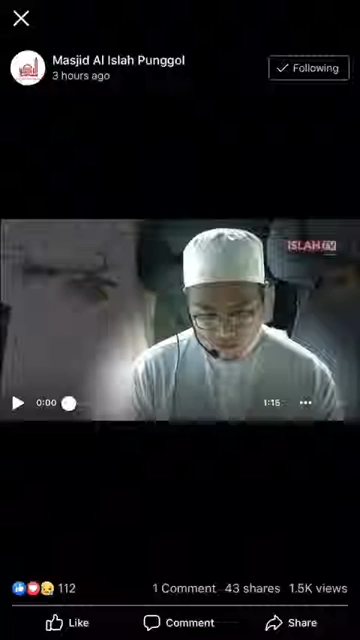 Masjid Al Islah Punggol
3 hours ago
Following
ISLAH TV
0:00
1:15
112
1 Comment 43 shares 1.5K views
Like Comment Share